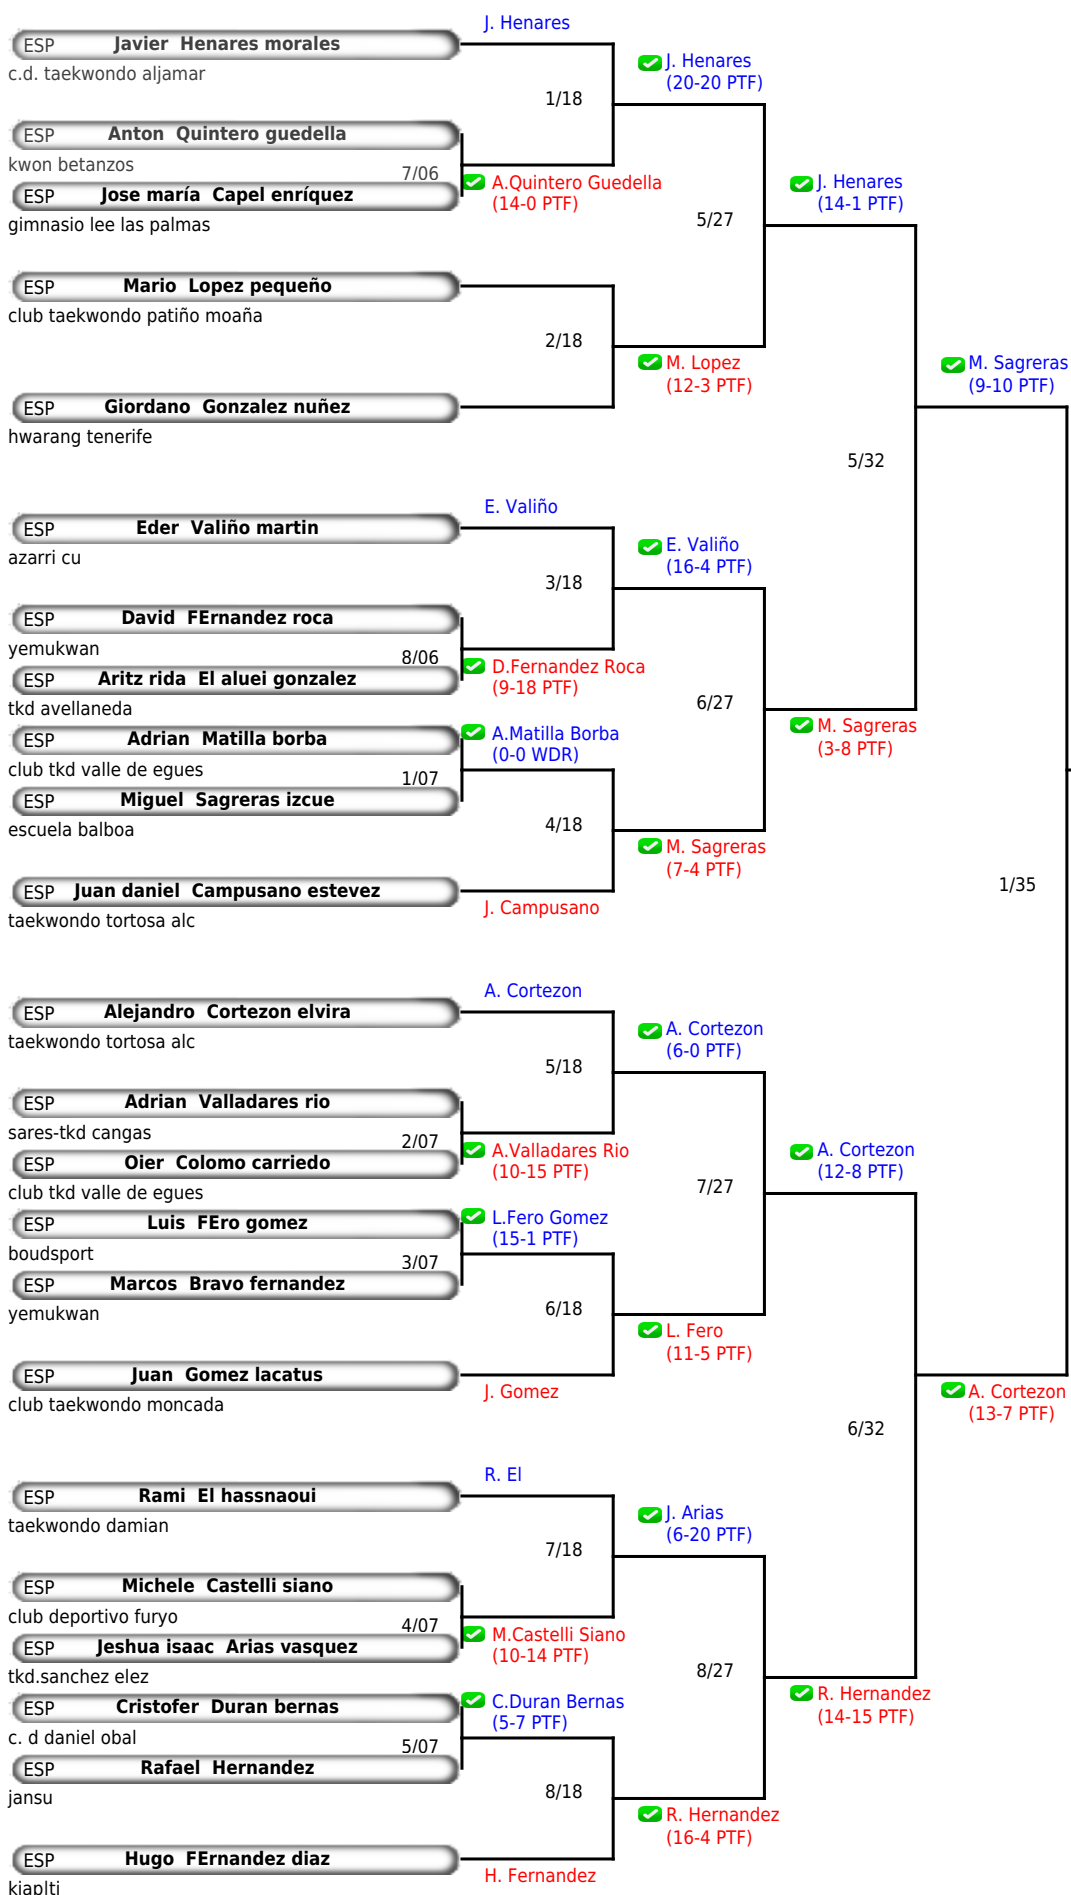 J. Henares
ESP Javier Henares morales
c.d. taekwondo aljamar
J. Henares
(20-20 PTF)
1/18
ESP Anton Quintero guedella
kwon betanzos
7/06
A.Quintero Guedella
(14-0 PTF)
ESP Jose maría Capel enríquez
gimnasio lee las palmas
J. Henares
(14-1 PTF)
5/27
ESP Mario Lopez pequeño
club taekwondo patiño moaña
2/18
M. Lopez
(12-3 PTF)
M. Sagreras
(9-10 PTF)
ESP Giordano Gonzalez nuñez
hwarang tenerife
5/32
E. Valiño
ESP Eder Valiño martin
azarri cu
E. Valiño
(16-4 PTF)
3/18
ESP David FErnandez roca
yemukwan
8/06
D.Fernandez Roca
(9-18 PTF)
ESP Aritz rida El aluei gonzalez
tkd avellaneda
6/27
M. Sagreras
(3-8 PTF)
A.Matilla Borba
(0-0 WDR)
ESP Adrian Matilla borba
club tkd valle de egues
1/07
ESP Miguel Sagreras izcue
escuela balboa
4/18
M. Sagreras
(7-4 PTF)
1/35
ESP Juan daniel Campusano estevez
taekwondo tortosa alc
J. Campusano
A. Cortezon
ESP Alejandro Cortezon elvira
taekwondo tortosa alc
A. Cortezon
(6-0 PTF)
5/18
ESP Adrian Valladares rio
sares-tkd cangas
2/07
A.Valladares Rio
(10-15 PTF)
ESP Oier Colomo carriedo
club tkd valle de egues
A. Cortezon
(12-8 PTF)
7/27
L.Fero Gomez
(15-1 PTF)
ESP Luis FEro gomez
boudsport
3/07
ESP Marcos Bravo fernandez
yemukwan
6/18
L. Fero
(11-5 PTF)
ESP Juan Gomez lacatus
club taekwondo moncada
J. Gomez
A. Cortezon
(13-7 PTF)
6/32
R. El
ESP Rami El hassnaoui
taekwondo damian
J. Arias
(6-20 PTF)
7/18
ESP Michele Castelli siano
club deportivo furyo
4/07
M.Castelli Siano
(10-14 PTF)
ESP Jeshua isaac Arias vasquez
tkd.sanchez elez
8/27
R. Hernandez
(14-15 PTF)
C.Duran Bernas
(5-7 PTF)
ESP Cristofer Duran bernas
c. d daniel obal
5/07
ESP Rafael Hernandez
jansu
8/18
R. Hernandez
(16-4 PTF)
ESP Hugo FErnandez diaz
kiaplti
H. Fernandez